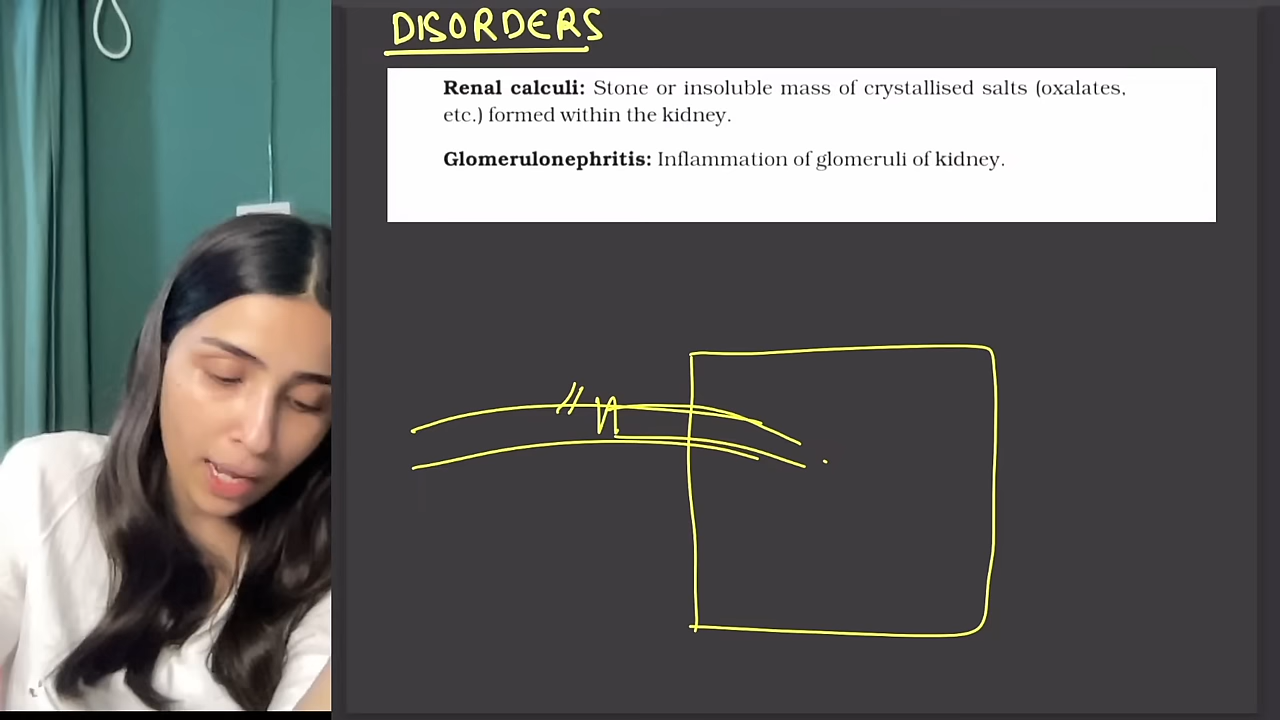 DISORDERS
Renal calculi: Stone or insoluble mass of crystallised salts (oxalates,
etc.) formed within the kidney.
Glomerulonephritis: Inflammation of glomeruli of kidney.